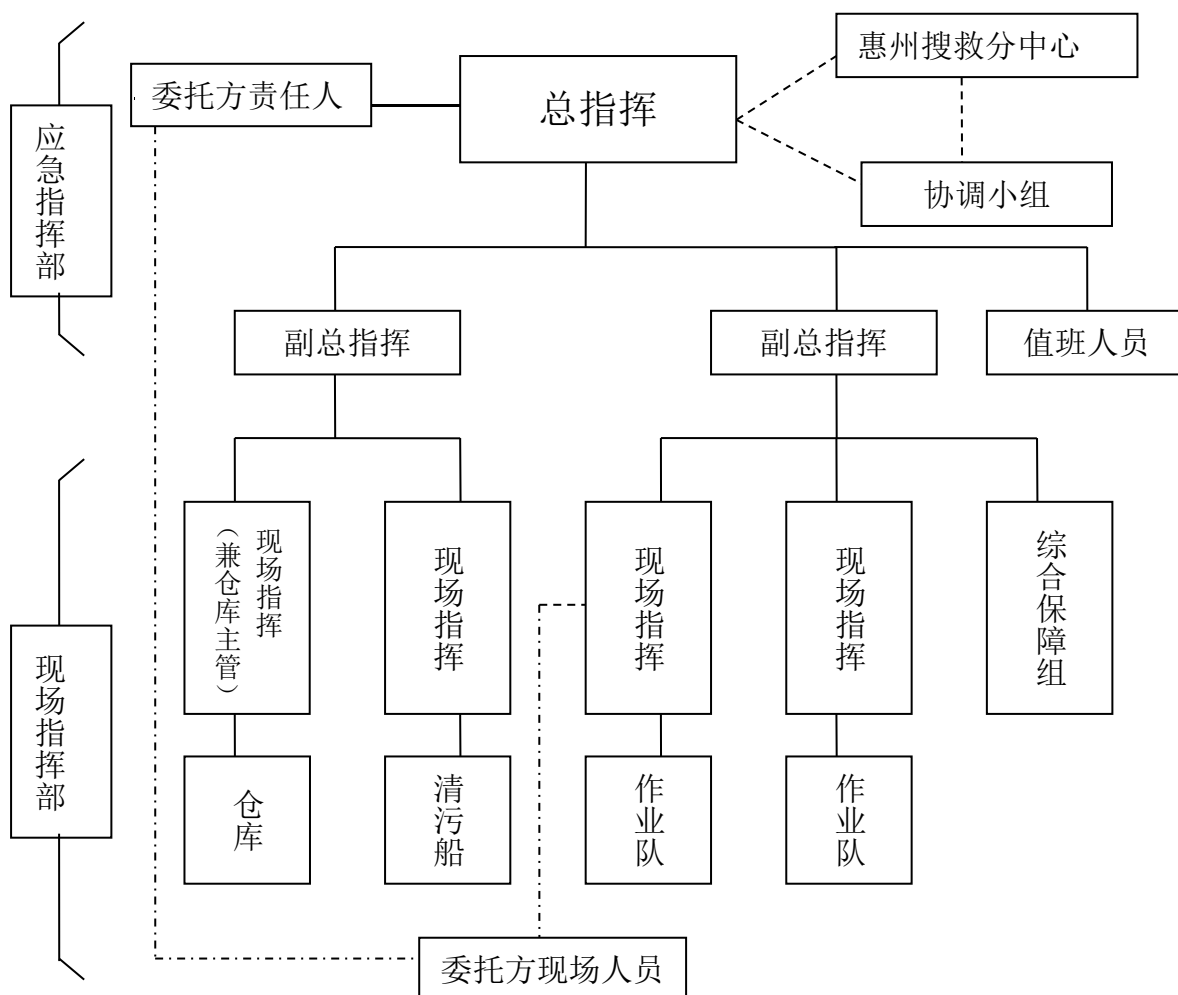 惠州搜救分中心
委托方责任人
总指挥
应急指挥部
协调小组
副总指挥
副总指挥
值班人员
现场指挥
（兼仓库主管）
现场指挥
现场指挥
现场指挥
综合保障组
现场指挥部
仓库
清污船
作业队
作业队
委托方现场人员